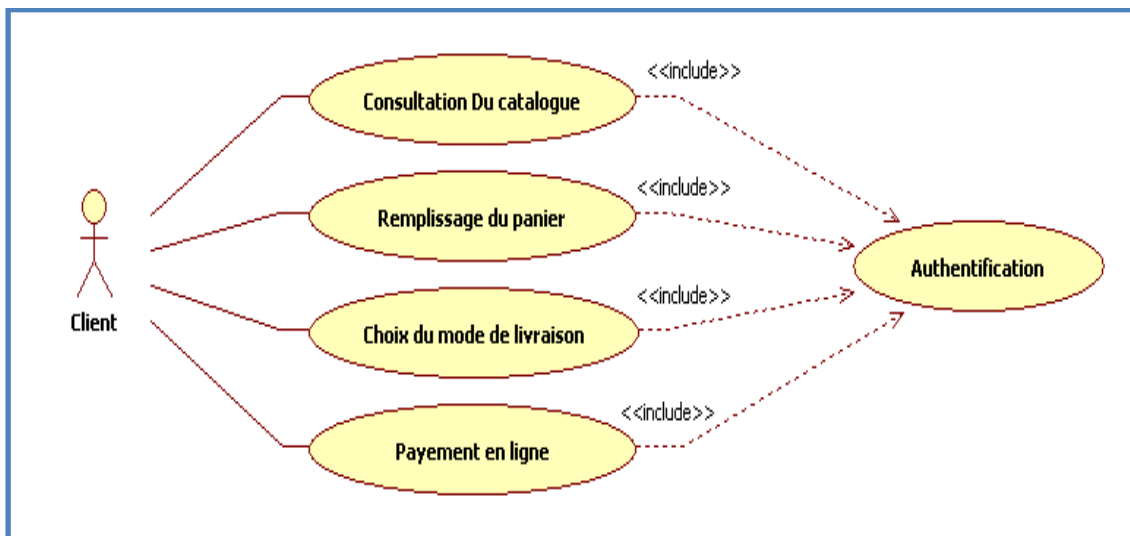 <<include>>
Consultation Du catalogue
<<include>>
Remplissage du panier
Authentification
<<include>>
Client
Choix du mode de livraison
<<include>>
Payement en ligne